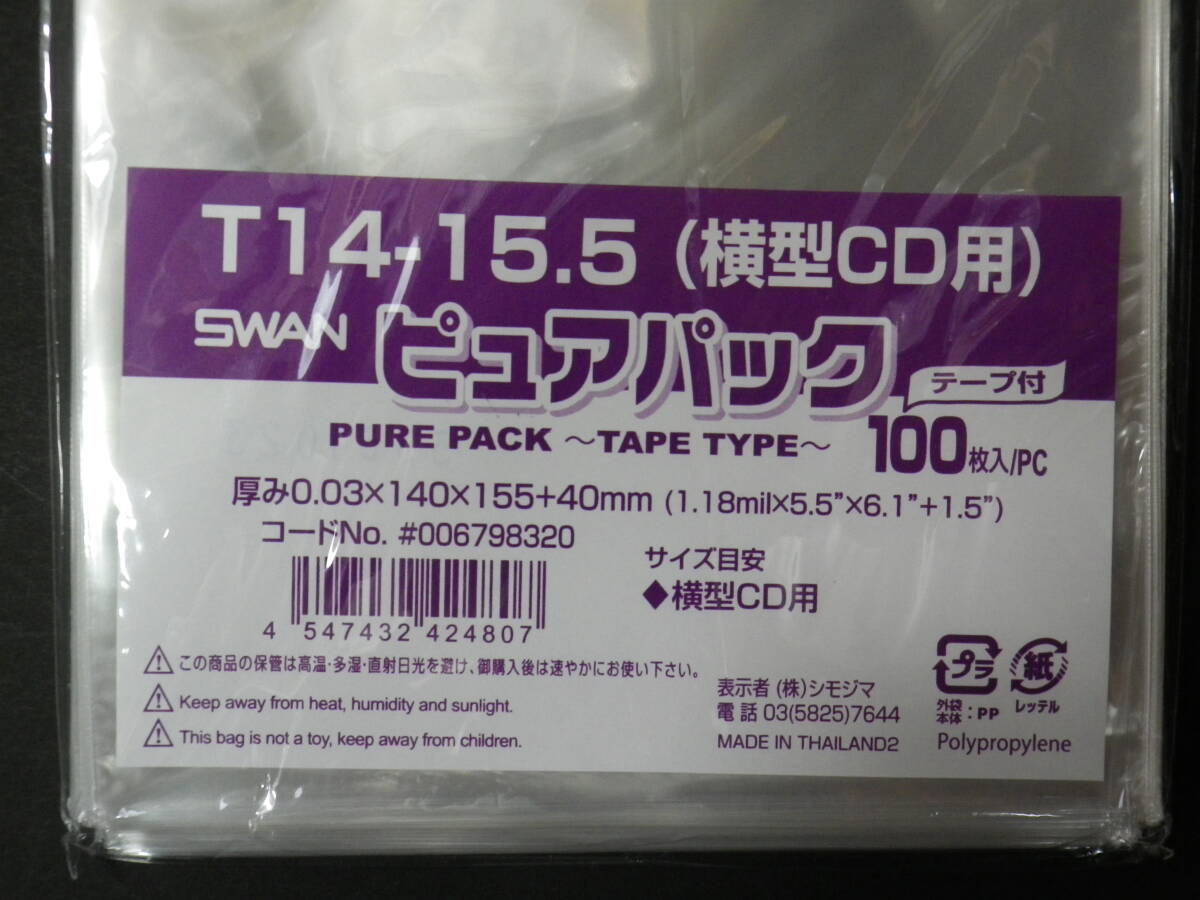 T14-15.5（横型CD用）
SWAN ピュアパック テープ付
PURE PACK ～TAPE TYPE～ 100枚入/PC
厚み0.03×140×155+40mm (1.18mil×5.5”×6.1”+1.5”)
コードNo. #006798320
サイズ目安
◆横型CD用
4 547432 424807
⚠ この商品の保管は高温・多湿・直射日光を避け、御購入後は速やかにお使い下さい。
⚠ Keep away from heat, humidity and sunlight.
⚠ This bag is not a toy, keep away from children.
表示者 (株)シモジマ
電話 03(5825)7644
MADE IN THAILAND2
プラ 紙
外袋
本体 : PP レッテル
Polypropylene